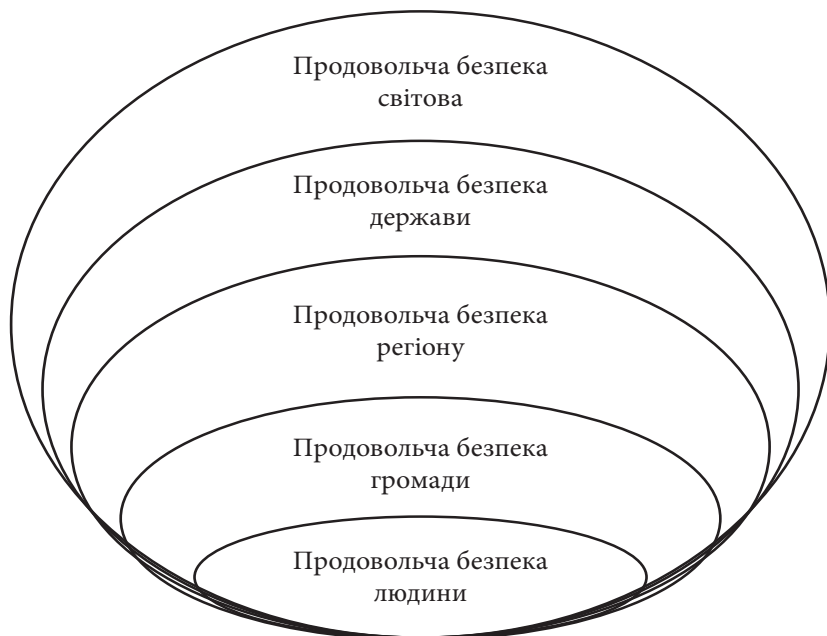 Продовольча безпека
світова
Продовольча безпека
держави
Продовольча безпека
регіону
Продовольча безпека
громади
Продовольча безпека
людини